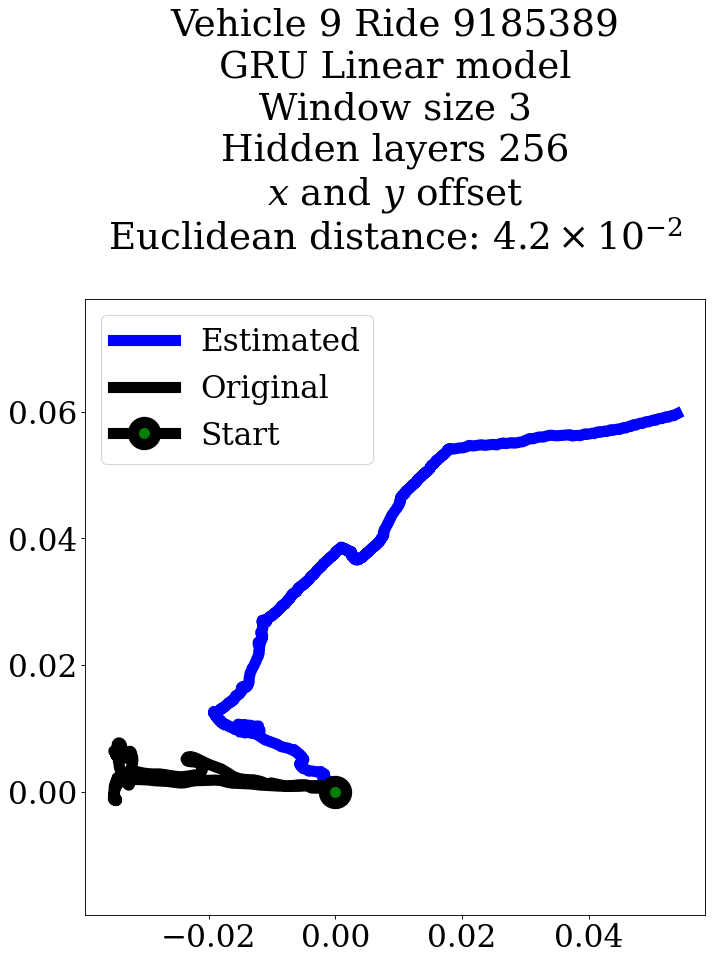 Vehicle 9 Ride 9185389
GRU Linear model
Window size 3
Hidden layers 256
x and y offset
Euclidean distance: 4.2 × 10⁻²
Estimated
Original
Start
0.06
0.04
0.02
0.00
−0.02 0.00 0.02 0.04